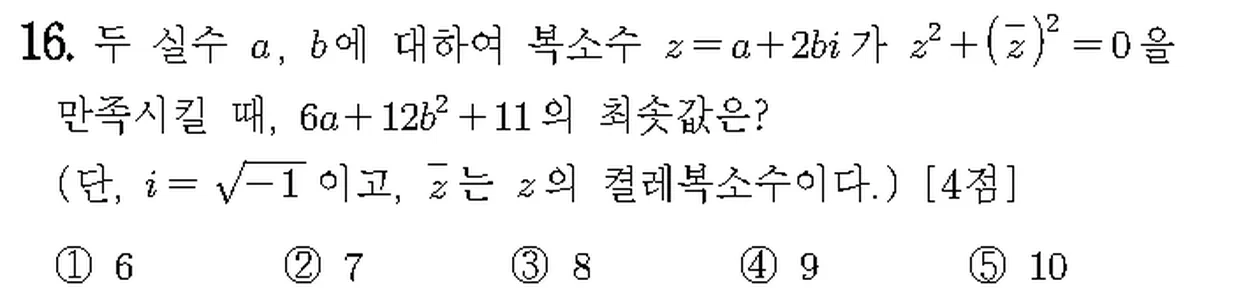 16. 두 실수 a, b에 대하여 복소수 z=a+2bi가 z²+(z̅)²=0을
만족시킬 때, 6a+12b²+11의 최솟값은?
(단, i=√-1이고, z̅는 z의 켤레복소수이다.) [4점]
① 6 ② 7 ③ 8 ④ 9 ⑤ 10